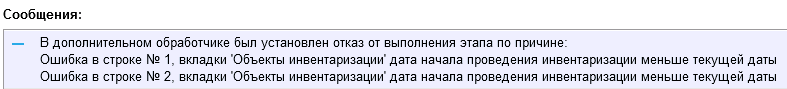 Сообщения:
В дополнительном обработчике был установлен отказ от выполнения этапа по причине:
Ошибка в строке № 1, вкладки 'Объекты инвентаризации' дата начала проведения инвентаризации меньше текущей даты
Ошибка в строке № 2, вкладки 'Объекты инвентаризации' дата начала проведения инвентаризации меньше текущей даты